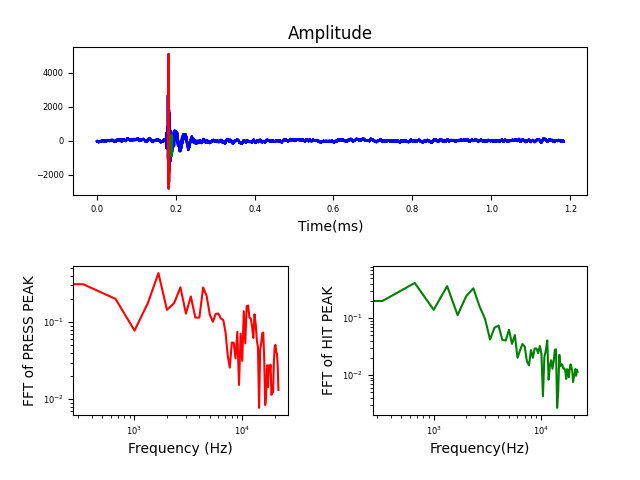 Amplitude
4000
2000
0
−2000
0.0 0.2 0.4 0.6 0.8 1.0 1.2
Time(ms)
FFT of PRESS PEAK
10⁻¹
10⁻²
10³ 10⁴
Frequency (Hz)
FFT of HIT PEAK
10⁻¹
10⁻²
10³ 10⁴
Frequency(Hz)